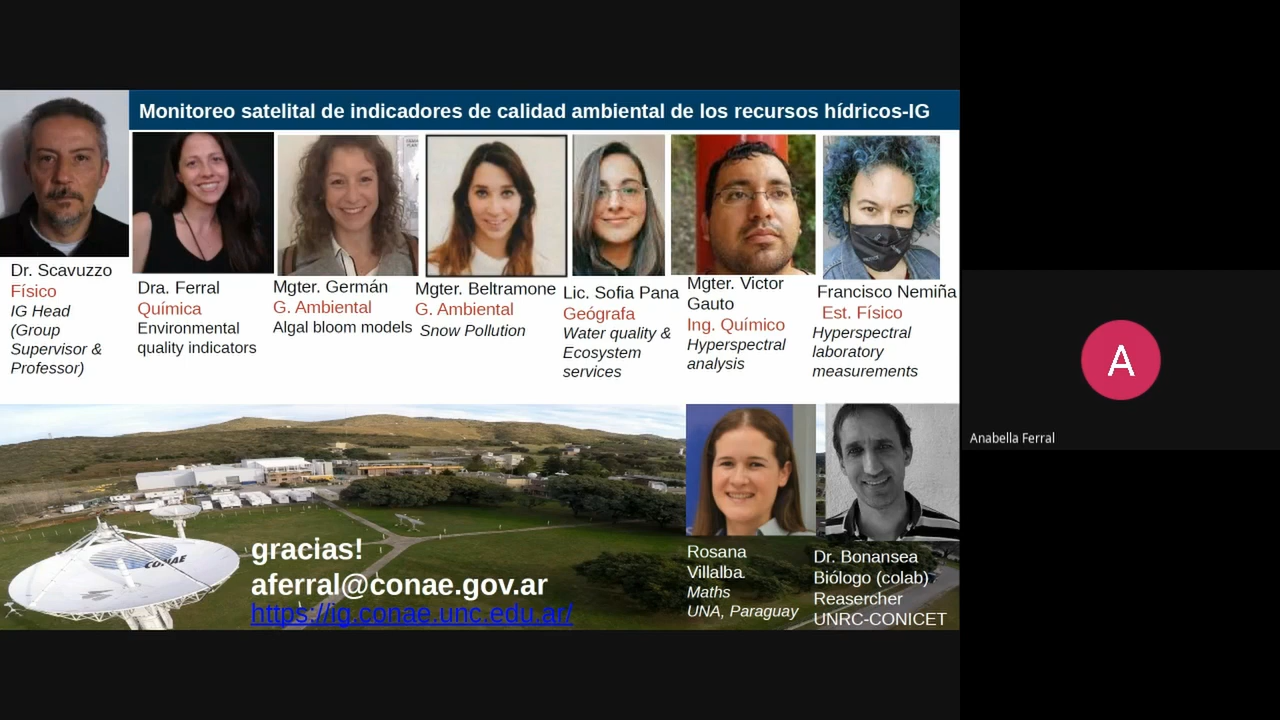 Monitoreo satelital de indicadores de calidad ambiental de los recursos hídricos-IG
Dr. Scavuzzo
Físico
IG Head
(Group
Supervisor &
Professor)
Dra. Ferral
Química
Environmental
quality indicators
Mgter. Germán
G. Ambiental
Algal bloom models
Mgter. Beltramone
G. Ambiental
Snow Pollution
Lic. Sofia Pana
Geógrafa
Water quality &
Ecosystem
services
Mgter. Victor
Gauto
Ing. Químico
Hyperspectral
analysis
Francisco Nemiña
Est. Físico
Hyperspectral
laboratory
measurements
CONAE
gracias!
aferral@conae.gov.ar
https://ig.conae.unc.edu.ar/
Rosana
Villalba.
Maths
UNA, Paraguay
Dr. Bonansea
Biólogo (colab)
Reasercher
UNRC-CONICET
A
Anabella Ferral